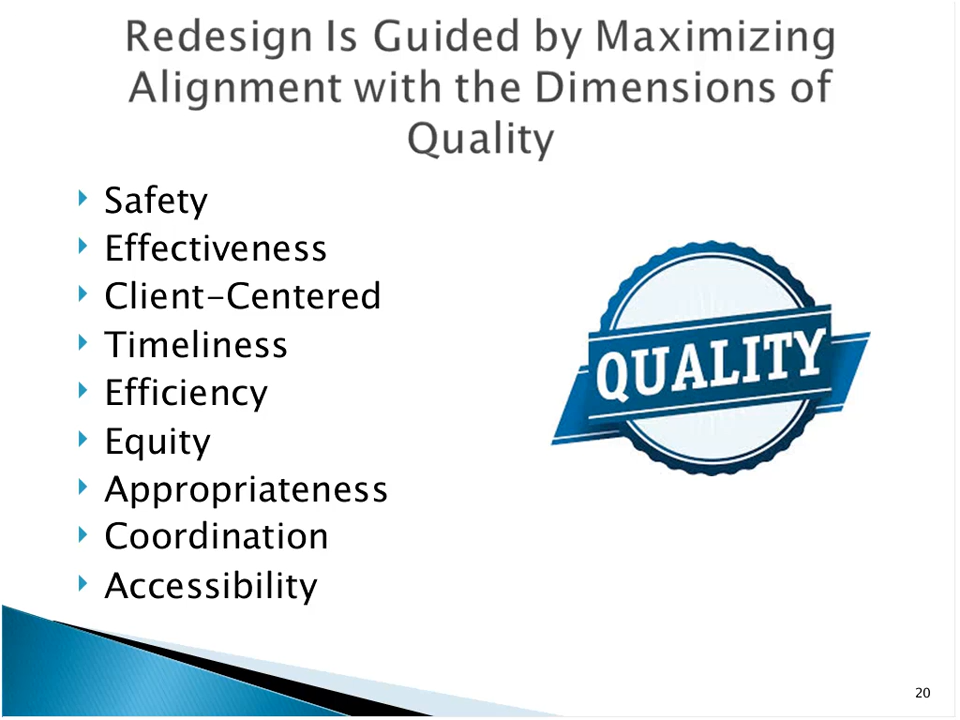 Redesign Is Guided by Maximizing
Alignment with the Dimensions of
Quality
Safety
Effectiveness
Client-Centered
Timeliness
Efficiency
Equity
Appropriateness
Coordination
Accessibility
QUALITY
20